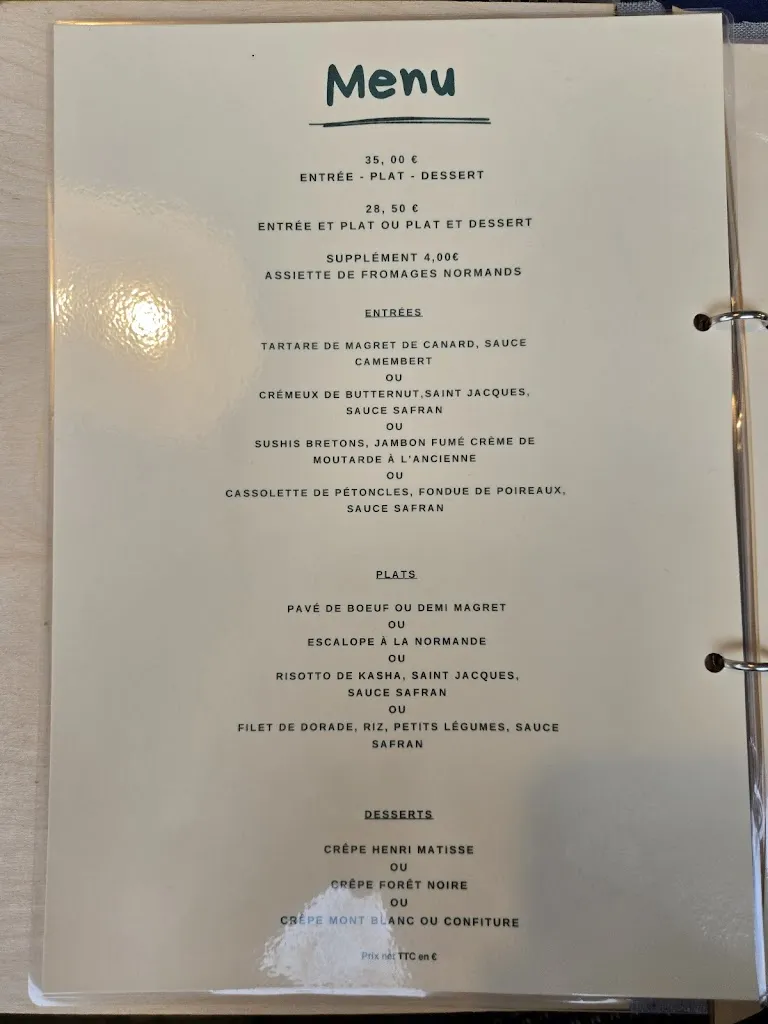 Menu
35, 00 €
ENTRÉE - PLAT - DESSERT
28, 50 €
ENTRÉE ET PLAT OU PLAT ET DESSERT
SUPPLÉMENT 4,00€
ASSIETTE DE FROMAGES NORMANDS
ENTRÉES
TARTARE DE MAGRET DE CANARD, SAUCE
CAMEMBERT
OU
CRÉMEUX DE BUTTERNUT,SAINT JACQUES,
SAUCE SAFRAN
OU
SUSHIS BRETONS, JAMBON FUMÉ CRÈME DE
MOUTARDE À L'ANCIENNE
OU
CASSOLETTE DE PÉTONCLES, FONDUE DE POIREAUX,
SAUCE SAFRAN
PLATS
PAVÉ DE BOEUF OU DEMI MAGRET
OU
ESCALOPE À LA NORMANDE
OU
RISOTTO DE KASHA, SAINT JACQUES,
SAUCE SAFRAN
OU
FILET DE DORADE, RIZ, PETITS LÉGUMES, SAUCE
SAFRAN
DESSERTS
CRÊPE HENRI MATISSE
OU
CRÊPE FORÊT NOIRE
OU
CRÈPE MONT BLANC OU CONFITURE
Prix net TTC en €